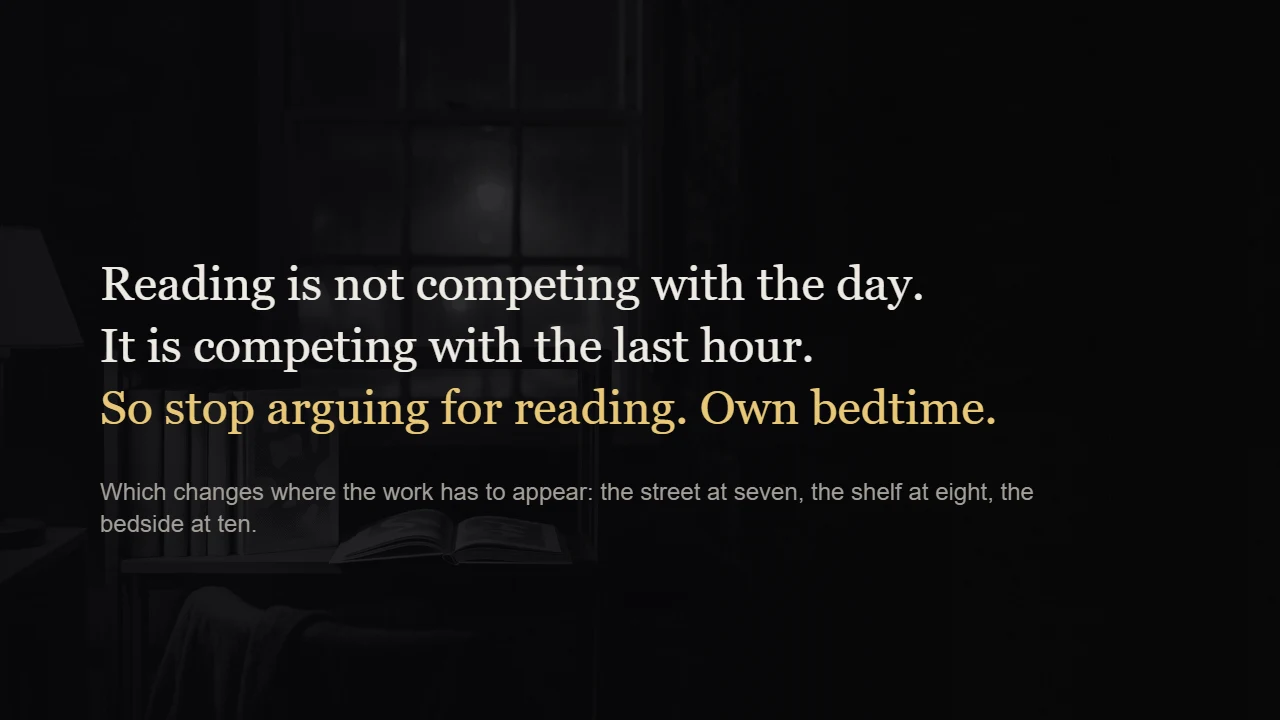 Reading is not competing with the day.
It is competing with the last hour.
So stop arguing for reading. Own bedtime.
Which changes where the work has to appear: the street at seven, the shelf at eight, the
bedside at ten.